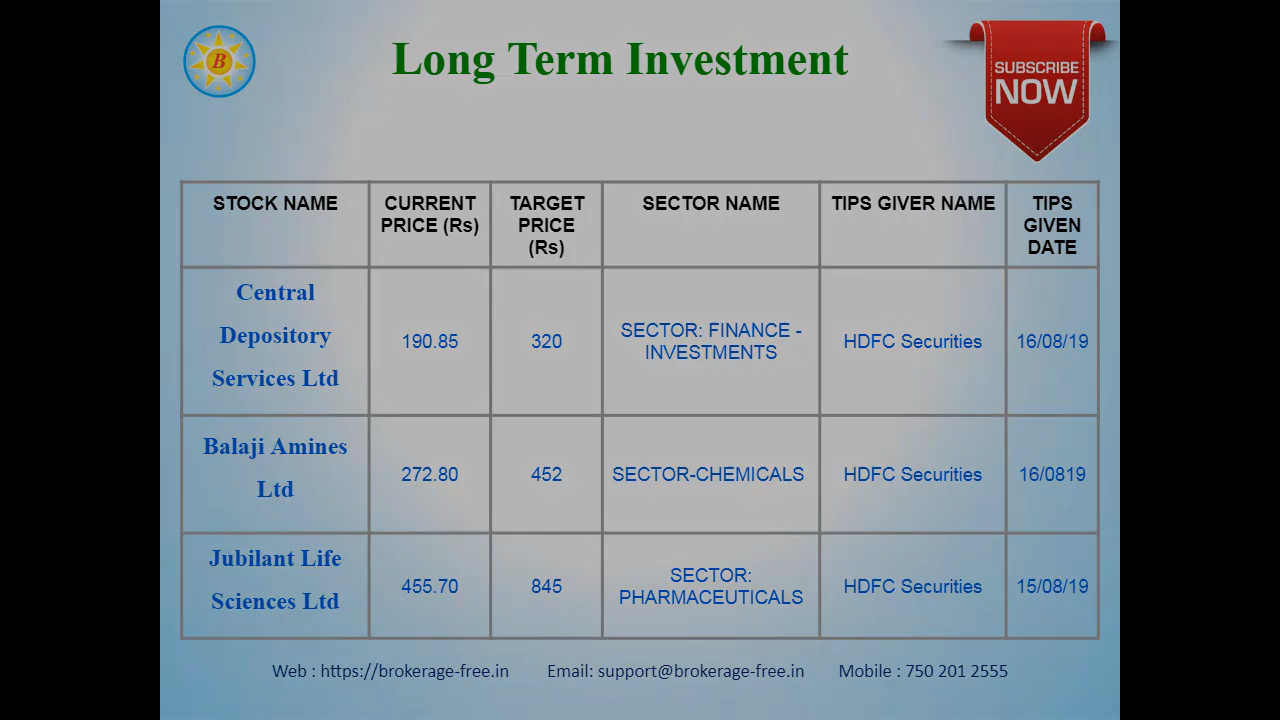 B
Long Term Investment
SUBSCRIBE
NOW
STOCK NAME
CURRENT
PRICE (Rs)
TARGET
PRICE
(Rs)
SECTOR NAME
TIPS GIVER NAME
TIPS
GIVEN
DATE
Central
Depository
Services Ltd
190.85
320
SECTOR: FINANCE -
INVESTMENTS
HDFC Securities
16/08/19
Balaji Amines
Ltd
272.80
452
SECTOR-CHEMICALS
HDFC Securities
16/0819
Jubilant Life
Sciences Ltd
455.70
845
SECTOR:
PHARMACEUTICALS
HDFC Securities
15/08/19
Web : https://brokerage-free.in Email: support@brokerage-free.in Mobile : 750 201 2555